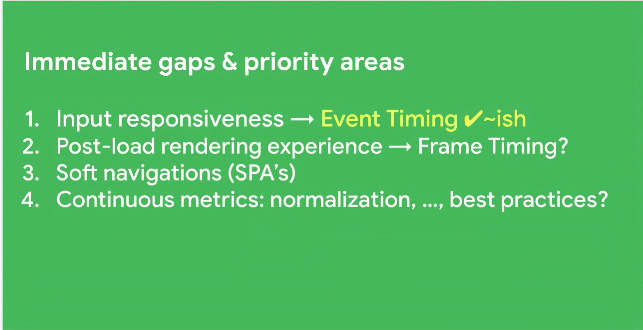 Immediate gaps & priority areas
1. Input responsiveness → Event Timing ✔~ish
2. Post-load rendering experience → Frame Timing?
3. Soft navigations (SPA's)
4. Continuous metrics: normalization, ..., best practices?